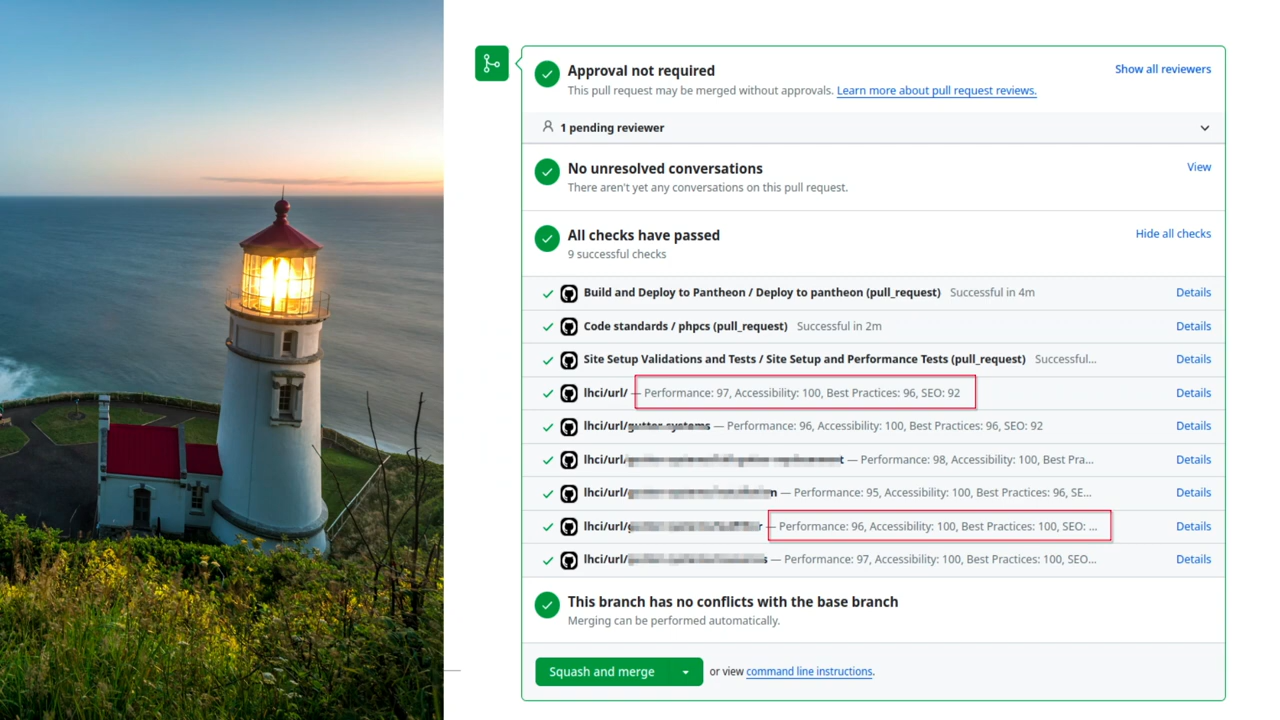 Approval not required
Show all reviewers
This pull request may be merged without approvals. Learn more about pull request reviews.
1 pending reviewer
No unresolved conversations
View
There aren't yet any conversations on this pull request.
All checks have passed
Hide all checks
9 successful checks
Build and Deploy to Pantheon / Deploy to pantheon (pull_request) Successful in 4m Details
Code standards / phpcs (pull_request) Successful in 2m Details
Site Setup Validations and Tests / Site Setup and Performance Tests (pull_request) Successful... Details
lhci/url/ — Performance: 97, Accessibility: 100, Best Practices: 96, SEO: 92 Details
lhci/url/gutter-systems — Performance: 96, Accessibility: 100, Best Practices: 96, SEO: 92 Details
lhci/url/ — Performance: 98, Accessibility: 100, Best Pra... Details
lhci/url/ — Performance: 95, Accessibility: 100, Best Practices: 96, SE... Details
lhci/url/ — Performance: 96, Accessibility: 100, Best Practices: 100, SEO: ... Details
lhci/url/ — Performance: 97, Accessibility: 100, Best Practices: 100, SEO... Details
This branch has no conflicts with the base branch
Merging can be performed automatically.
Squash and merge or view command line instructions.